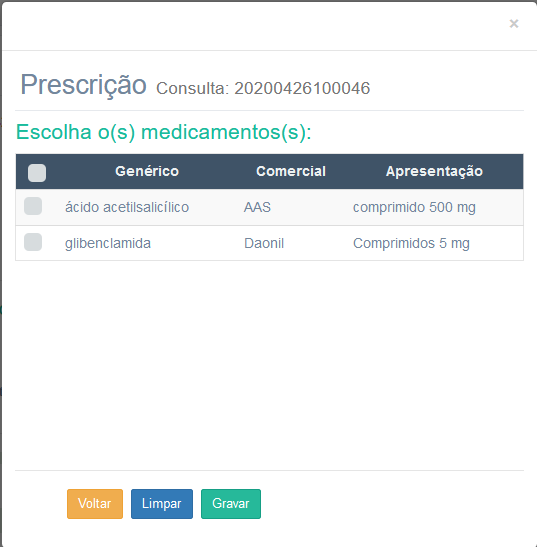 ×
Prescrição Consulta: 20200426100046
Escolha o(s) medicamentos(s):
Genérico Comercial Apresentação
ácido acetilsalicílico AAS comprimido 500 mg
glibenclamida Daonil Comprimidos 5 mg
Voltar Limpar Gravar